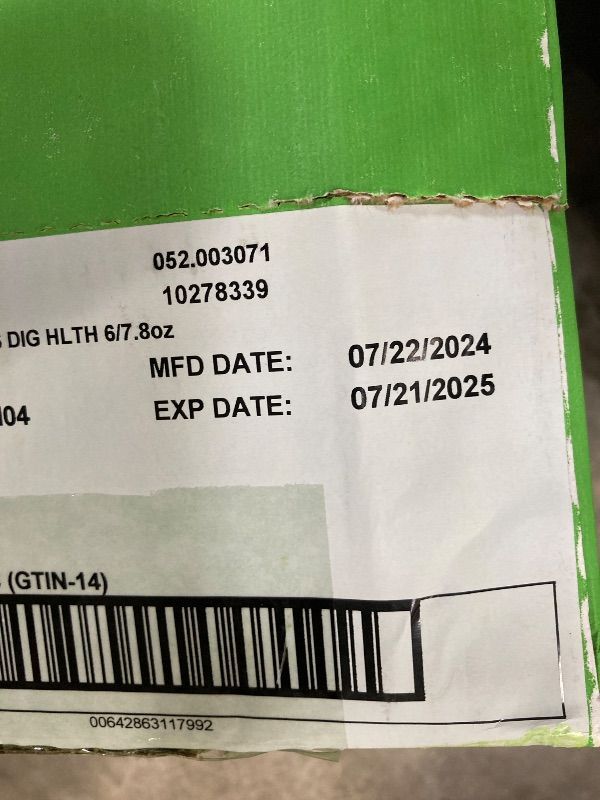 052.003071
10278339
DIG HLTH 6/7.8oz
MFD DATE: 07/22/2024
EXP DATE: 07/21/2025
104
(GTIN-14)
00642863117992